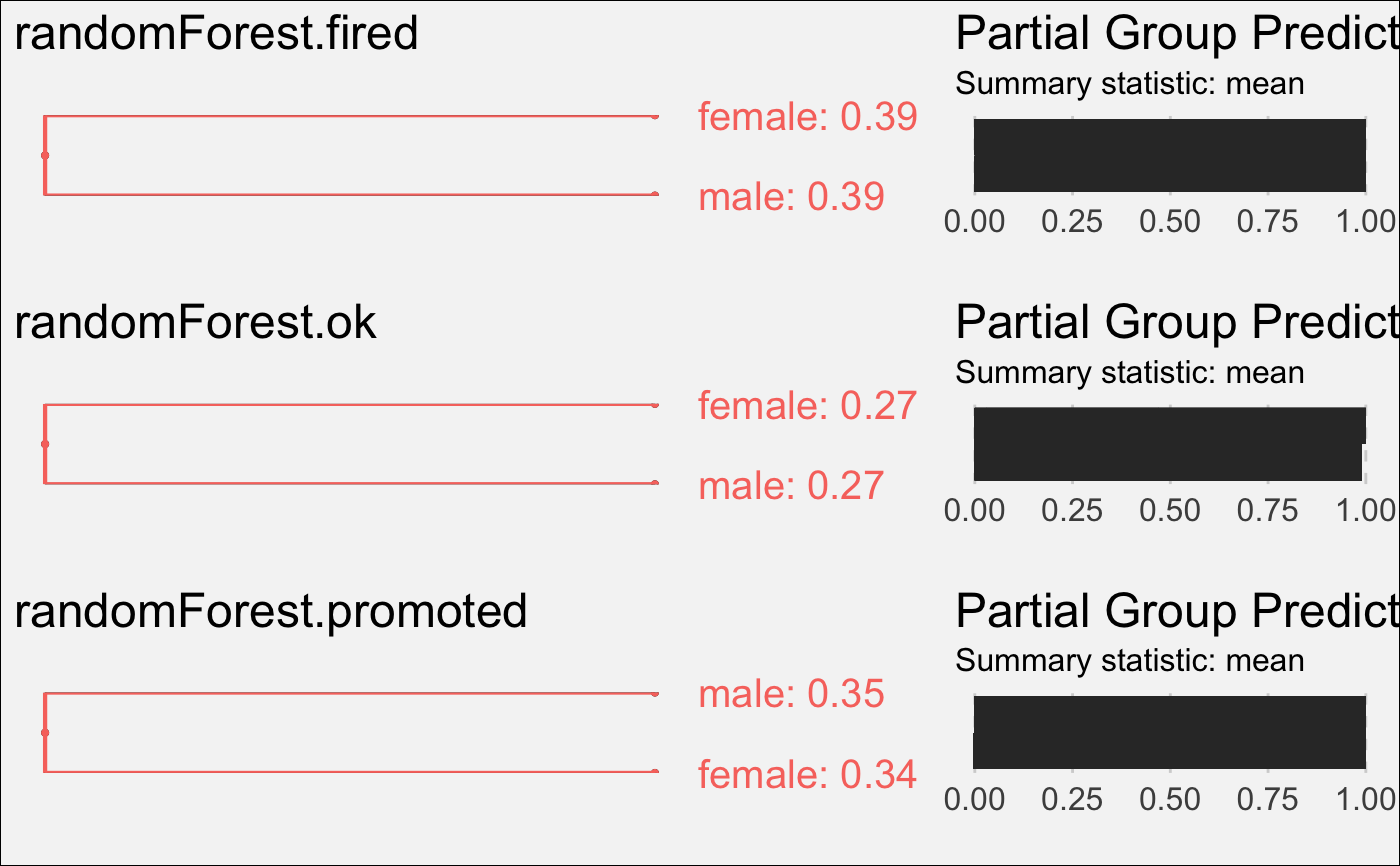 randomForest.fired
Partial Group Predict
Summary statistic: mean
female: 0.39
male: 0.39
0.00 0.25 0.50 0.75 1.00
randomForest.ok
Partial Group Predict
Summary statistic: mean
female: 0.27
male: 0.27
0.00 0.25 0.50 0.75 1.00
randomForest.promoted
Partial Group Predict
Summary statistic: mean
male: 0.35
female: 0.34
0.00 0.25 0.50 0.75 1.00